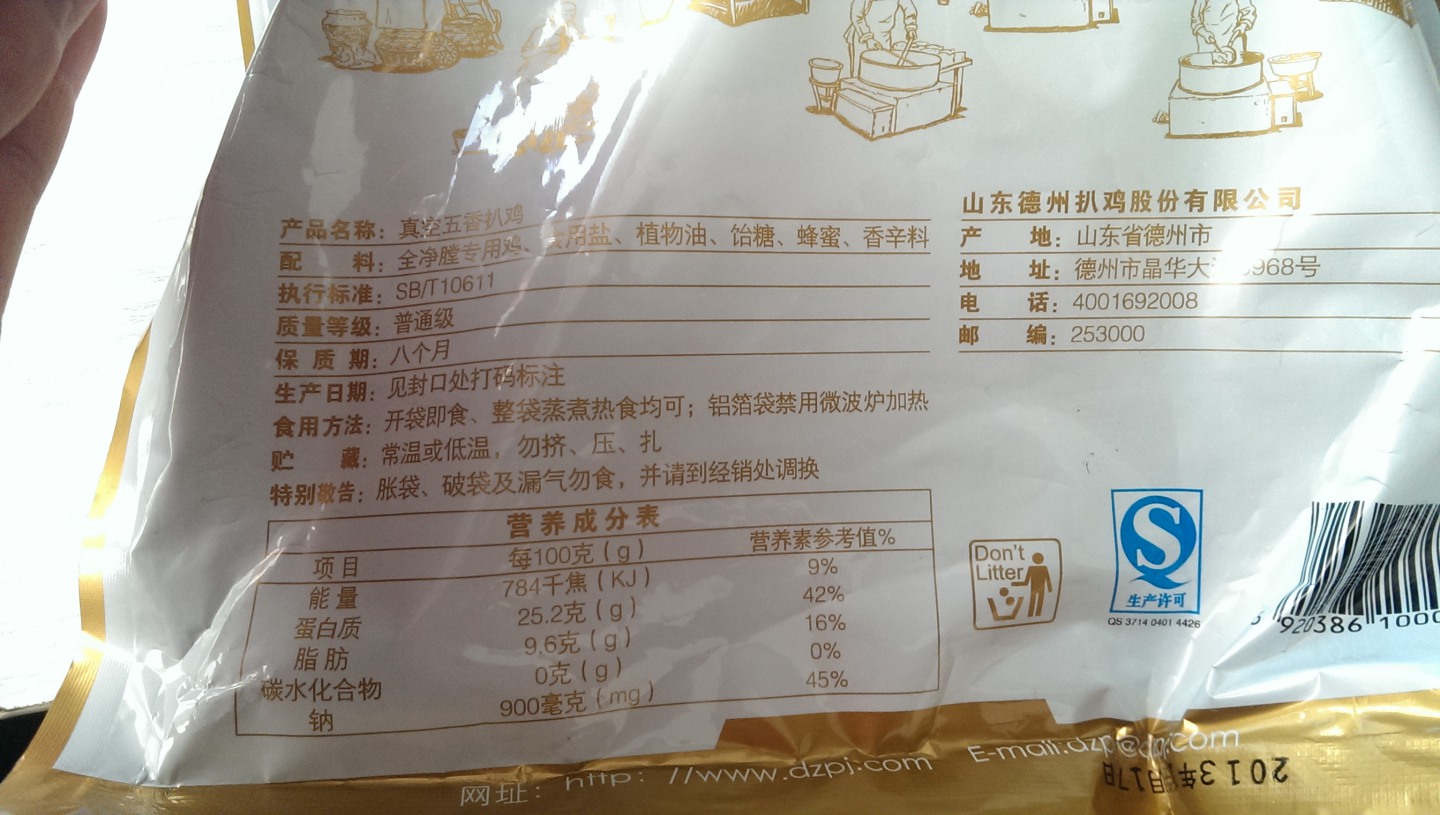 产品名称：真空五香扒鸡
配 料：全净膛专用鸡、食用盐、植物油、饴糖、蜂蜜、香辛料
执行标准：SB/T10611
质量等级：普通级
保 质 期：八个月
生产日期：见封口处打码标注
食用方法：开袋即食、整袋蒸煮热食均可；铝箔袋禁用微波炉加热
贮 藏：常温或低温，勿挤、压、扎
特别敬告：胀袋、破袋及漏气勿食，并请到经销处调换
营养成分表
项目 每100克（g） 营养素参考值%
能量 784千焦（KJ） 9%
蛋白质 25.2克（g） 42%
脂肪 9.6克（g） 16%
碳水化合物 0克（g） 0%
钠 900毫克（mg） 45%
山东德州扒鸡股份有限公司
产 地：山东省德州市
地 址：德州市晶华大 968号
电 话：4001692008
邮 编：253000
Don't
Litter
S
生产许可
QS 3714 0401 4426
920386 1000
网址：http：//www.dzpj.com
E-mail:dzpj@dzpj.com
2013年 月17日